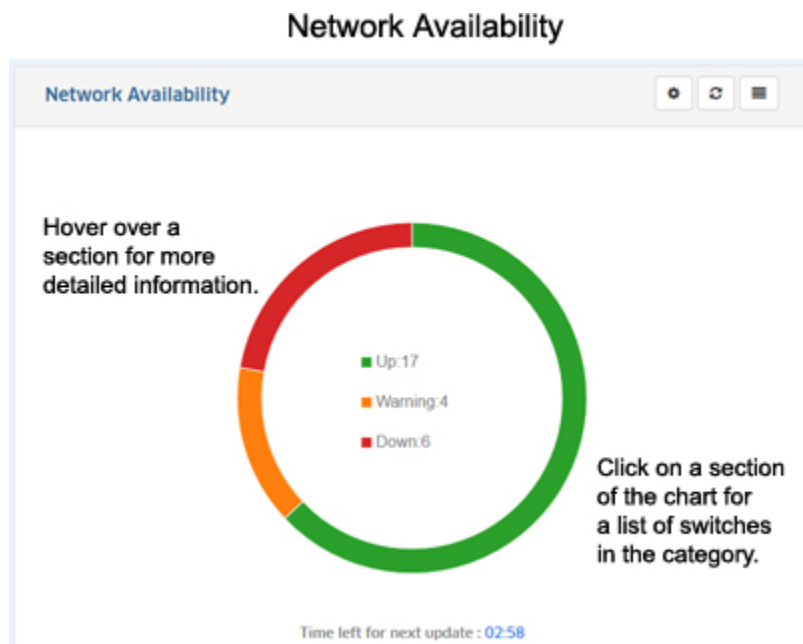 Network Availability
Network Availability
Hover over a
section for more
detailed information.
Up:17
Warning:4
Down:6
Click on a section
of the chart for
a list of switches
in the category.
Time left for next update : 02:58